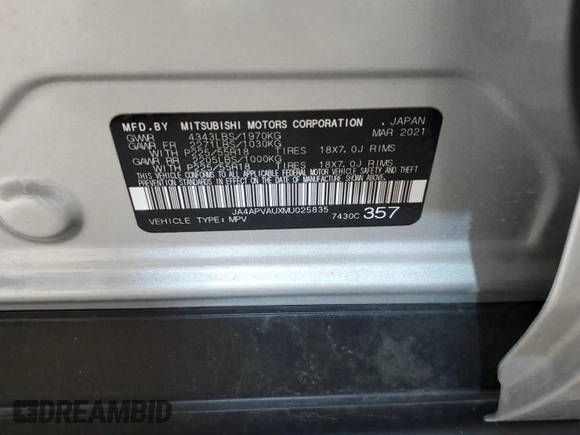 MFD.BY MITSUBISHI MOTORS CORPORATION . JAPAN
GVWR 4343LBS/1970KG MAR 2021
GAWR FR 2271LBS/1030KG
WITH P225/55R18 TIRES 18X7.0J RIMS
GAWR RR 2205LBS/1000KG
WITH P225/55R18 TIRES 18X7.0J RIMS
THIS VEHICLE CONFORMS TO ALL APPLICABLE FEDERAL MOTOR VEHICLE SAFETY AND THEFT
PREVENTION STANDARDS IN EFFECT ON THE DATE OF MANUFACTURE SHOWN ABOVE.
JA4APVAUXMU025835
VEHICLE TYPE:MPV 7430C 357
DREAMBID